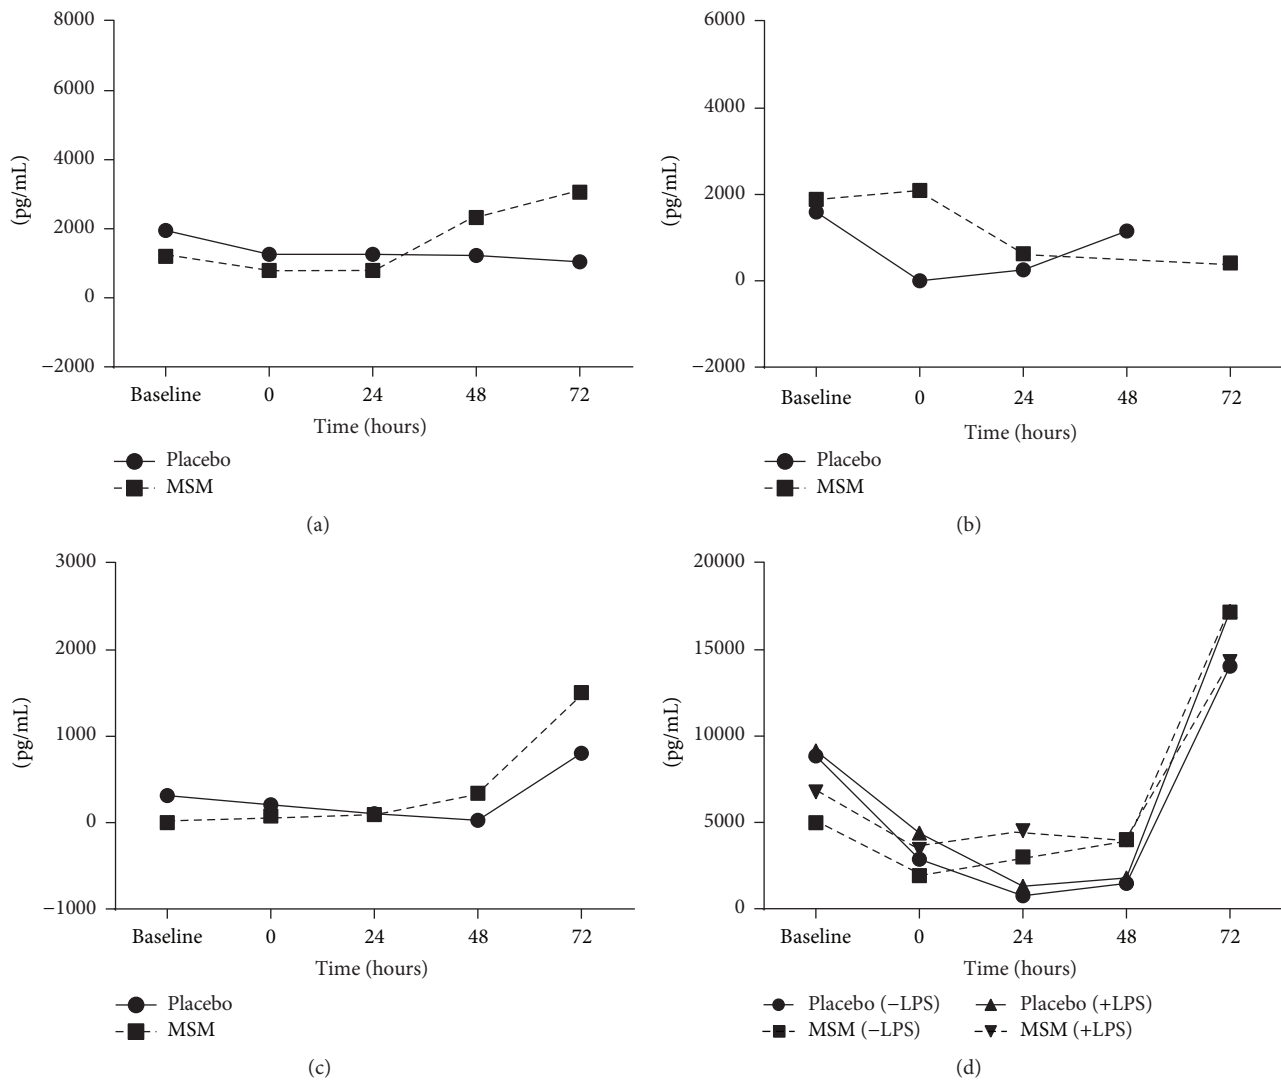 8000
6000
4000
2000
0
−2000
(pg/mL)
Baseline 0 24 48 72
Time (hours)
Placebo
MSM
(a)
6000
4000
2000
0
−2000
(pg/mL)
Baseline 0 24 48 72
Time (hours)
Placebo
MSM
(b)
3000
2000
1000
0
−1000
(pg/mL)
Baseline 0 24 48 72
Time (hours)
Placebo
MSM
(c)
20000
15000
10000
5000
0
(pg/mL)
Baseline 0 24 48 72
Time (hours)
Placebo (−LPS) Placebo (+LPS)
MSM (−LPS) MSM (+LPS)
(d)